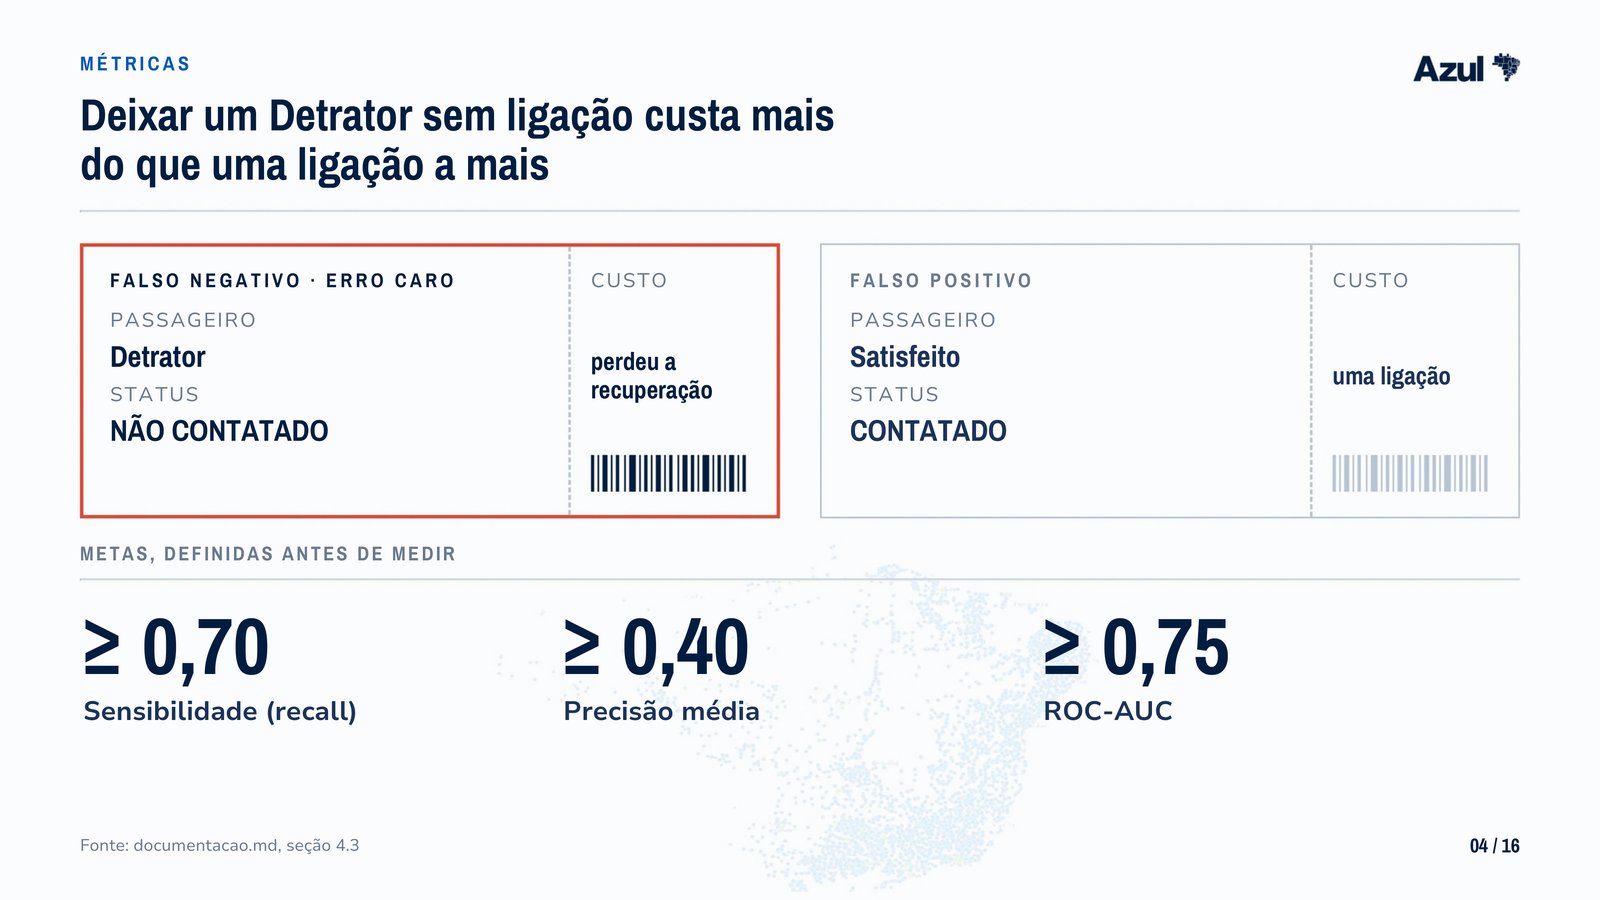 MÉTRICAS
Azul
Deixar um Detrator sem ligação custa mais
do que uma ligação a mais
FALSO NEGATIVO · ERRO CARO
PASSAGEIRO
Detrator
STATUS
NÃO CONTATADO
CUSTO
perdeu a
recuperação
FALSO POSITIVO
PASSAGEIRO
Satisfeito
STATUS
CONTATADO
CUSTO
uma ligação
METAS, DEFINIDAS ANTES DE MEDIR
≥ 0,70
Sensibilidade (recall)
≥ 0,40
Precisão média
≥ 0,75
ROC-AUC
Fonte: documentacao.md, seção 4.3
04 / 16